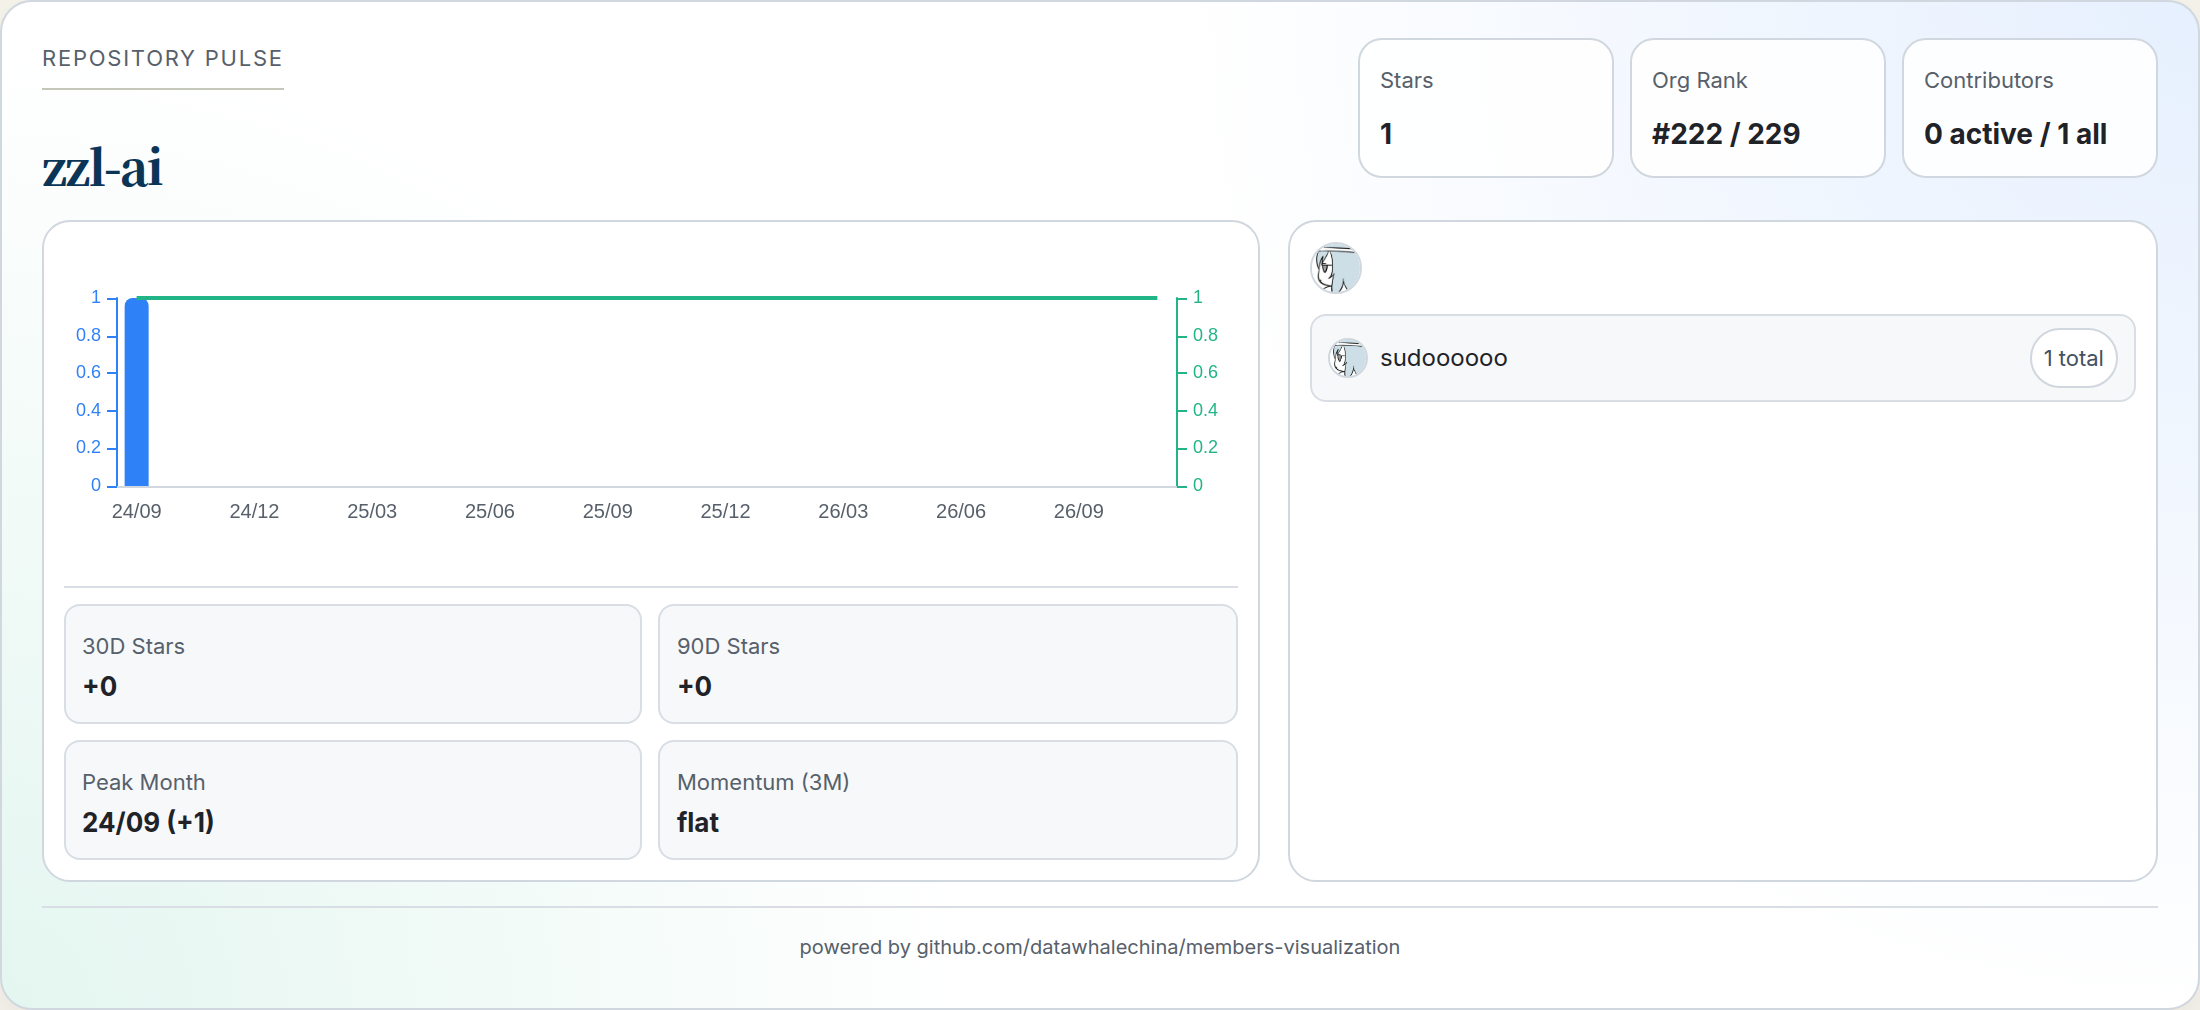 REPOSITORY PULSE
zzl-ai
Stars
1
Org Rank
#222 / 229
Contributors
0 active / 1 all
1
0.8
0.6
0.4
0.2
0
1
0.8
0.6
0.4
0.2
0
24/09 24/12 25/03 25/06 25/09 25/12 26/03 26/06 26/09
30D Stars
+0
90D Stars
+0
Peak Month
24/09 (+1)
Momentum (3M)
flat
sudoooooo
1 total
powered by github.com/datawhalechina/members-visualization